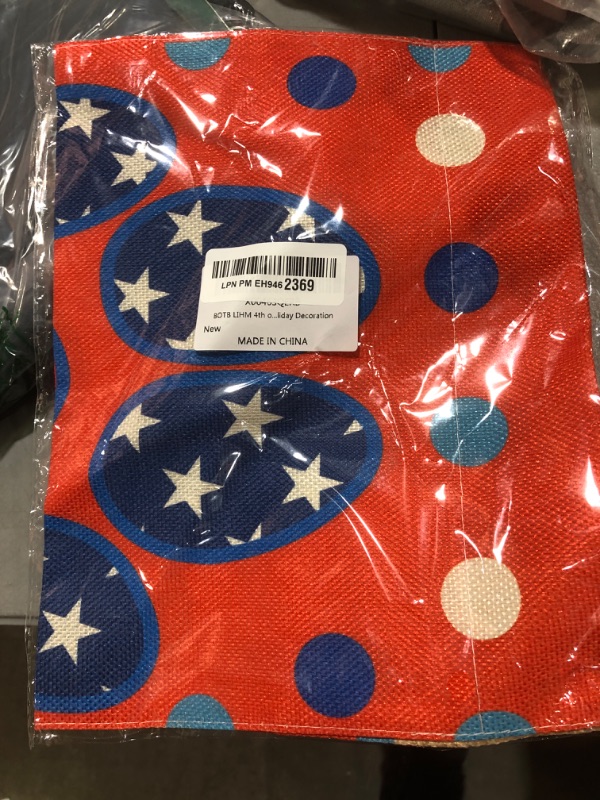 LPN PM EH946 2369
BDTB LIHM 4th o...liday Decoration
New
MADE IN CHINA